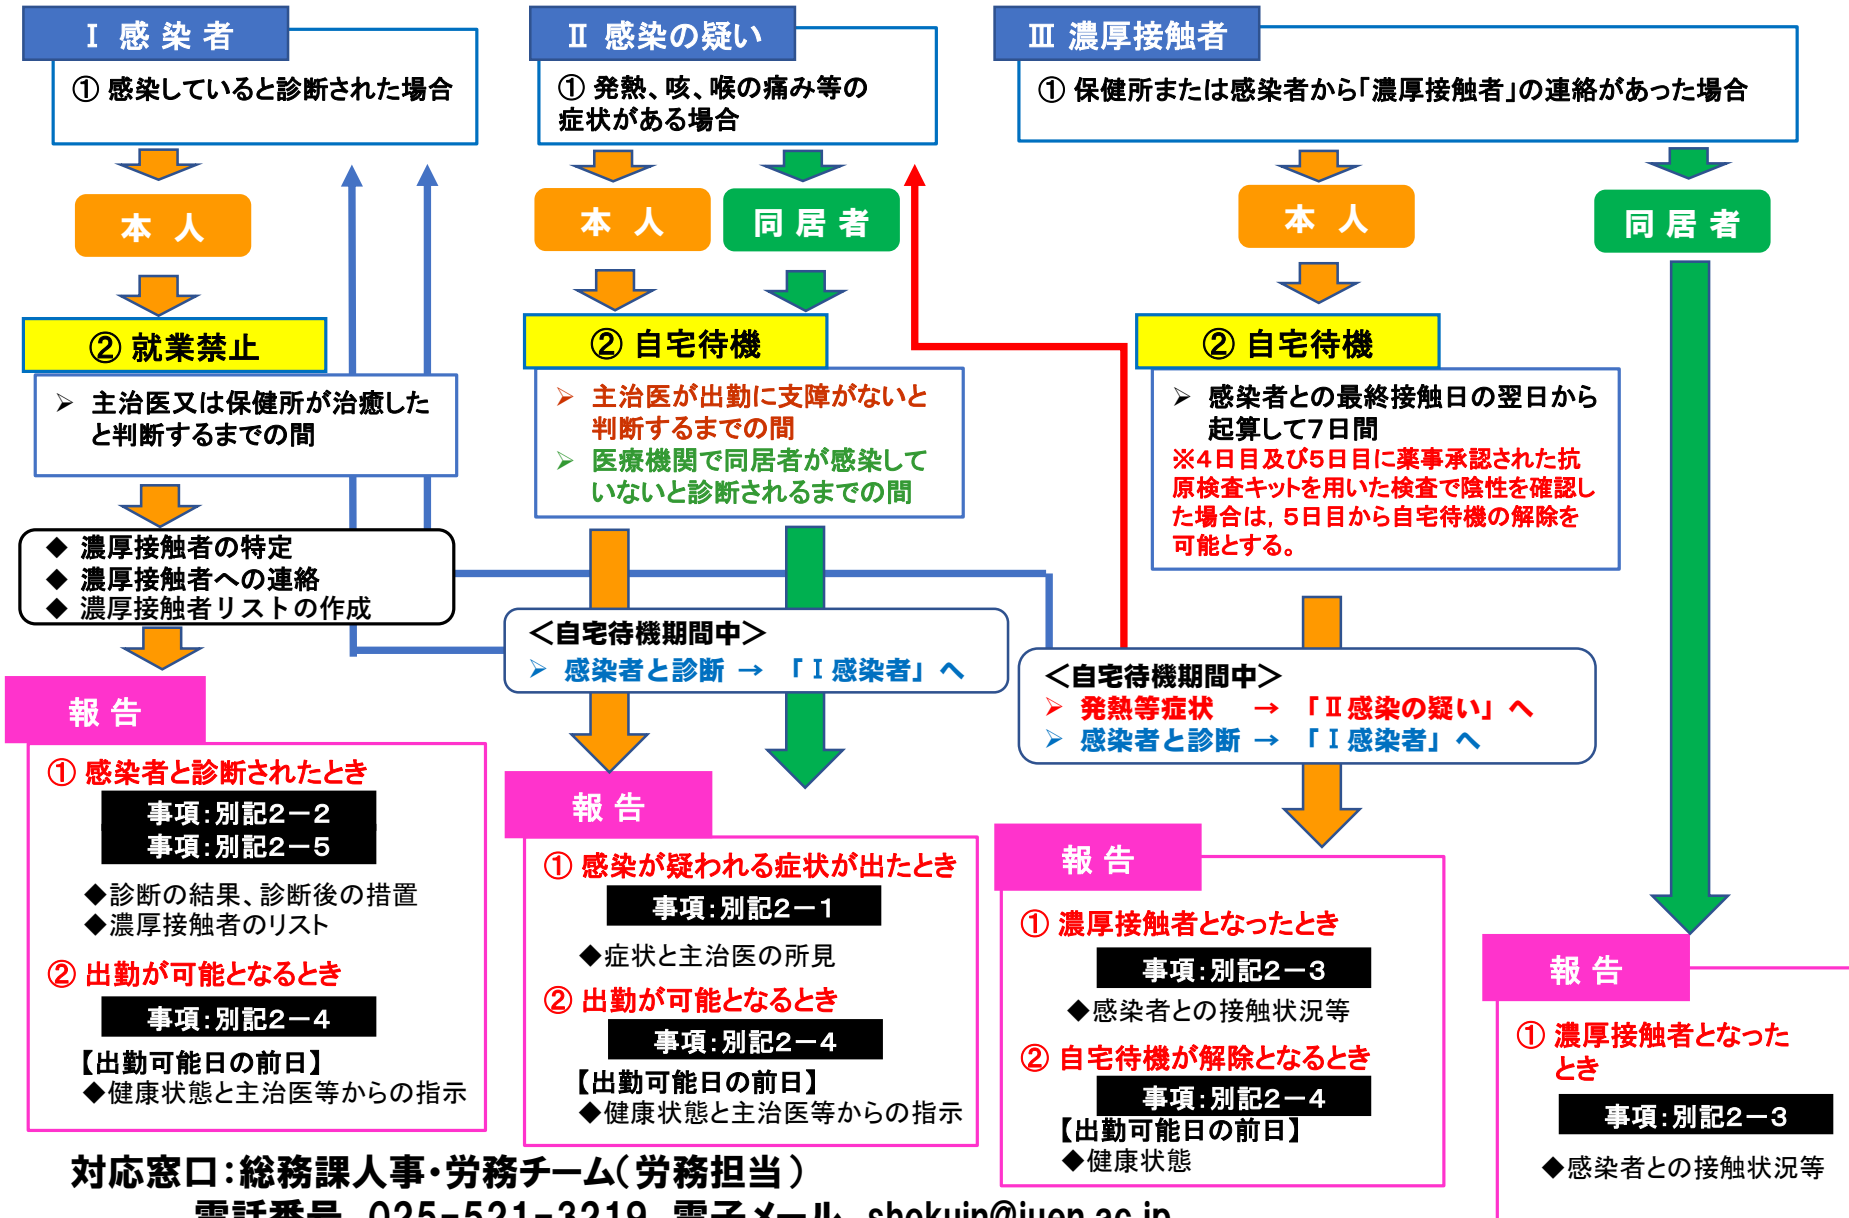 Ⅰ 感 染 者
① 感染していると診断された場合
本 人
② 就業禁止
➢ 主治医又は保健所が治癒した
と判断するまでの間
◆ 濃厚接触者の特定
◆ 濃厚接触者への連絡
◆ 濃厚接触者リストの作成
報 告
① 感染者と診断されたとき
事項：別記２－２
事項：別記２－５
◆診断の結果、診断後の措置
◆濃厚接触者のリスト
② 出勤が可能となるとき
事項：別記２－４
【出勤可能日の前日】
◆健康状態と主治医等からの指示
Ⅱ 感染の疑い
① 発熱、咳、喉の痛み等の
症状がある場合
本 人
同 居 者
② 自宅待機
➢ 主治医が出勤に支障がないと
判断するまでの間
➢ 医療機関で同居者が感染して
いないと診断されるまでの間
＜自宅待機期間中＞
➢ 感染者と診断 → 「Ⅰ感染者」 へ
報 告
① 感染が疑われる症状が出たとき
事項：別記２－１
◆症状と主治医の所見
② 出勤が可能となるとき
事項：別記２－４
【出勤可能日の前日】
◆健康状態と主治医等からの指示
Ⅲ 濃厚接触者
① 保健所または感染者から「濃厚接触者」の連絡があった場合
本 人
同 居 者
② 自宅待機
➢ 感染者との最終接触日の翌日から
起算して７日間
※４日目及び５日目に薬事承認された抗
原検査キットを用いた検査で陰性を確認し
た場合は，５日目から自宅待機の解除を
可能とする。
＜自宅待機期間中＞
➢ 発熱等症状 → 「Ⅱ感染の疑い」 へ
➢ 感染者と診断 → 「Ⅰ感染者」 へ
報 告
① 濃厚接触者となったとき
事項：別記２－３
◆感染者との接触状況等
② 自宅待機が解除となるとき
事項：別記２－４
【出勤可能日の前日】
◆健康状態
報 告
① 濃厚接触者となった
とき
事項：別記２－３
◆感染者との接触状況等
対応窓口：総務課人事・労務チーム（労務担当）
電話番号 025-521-3219 電子メール shokuin@juen.ac.jp